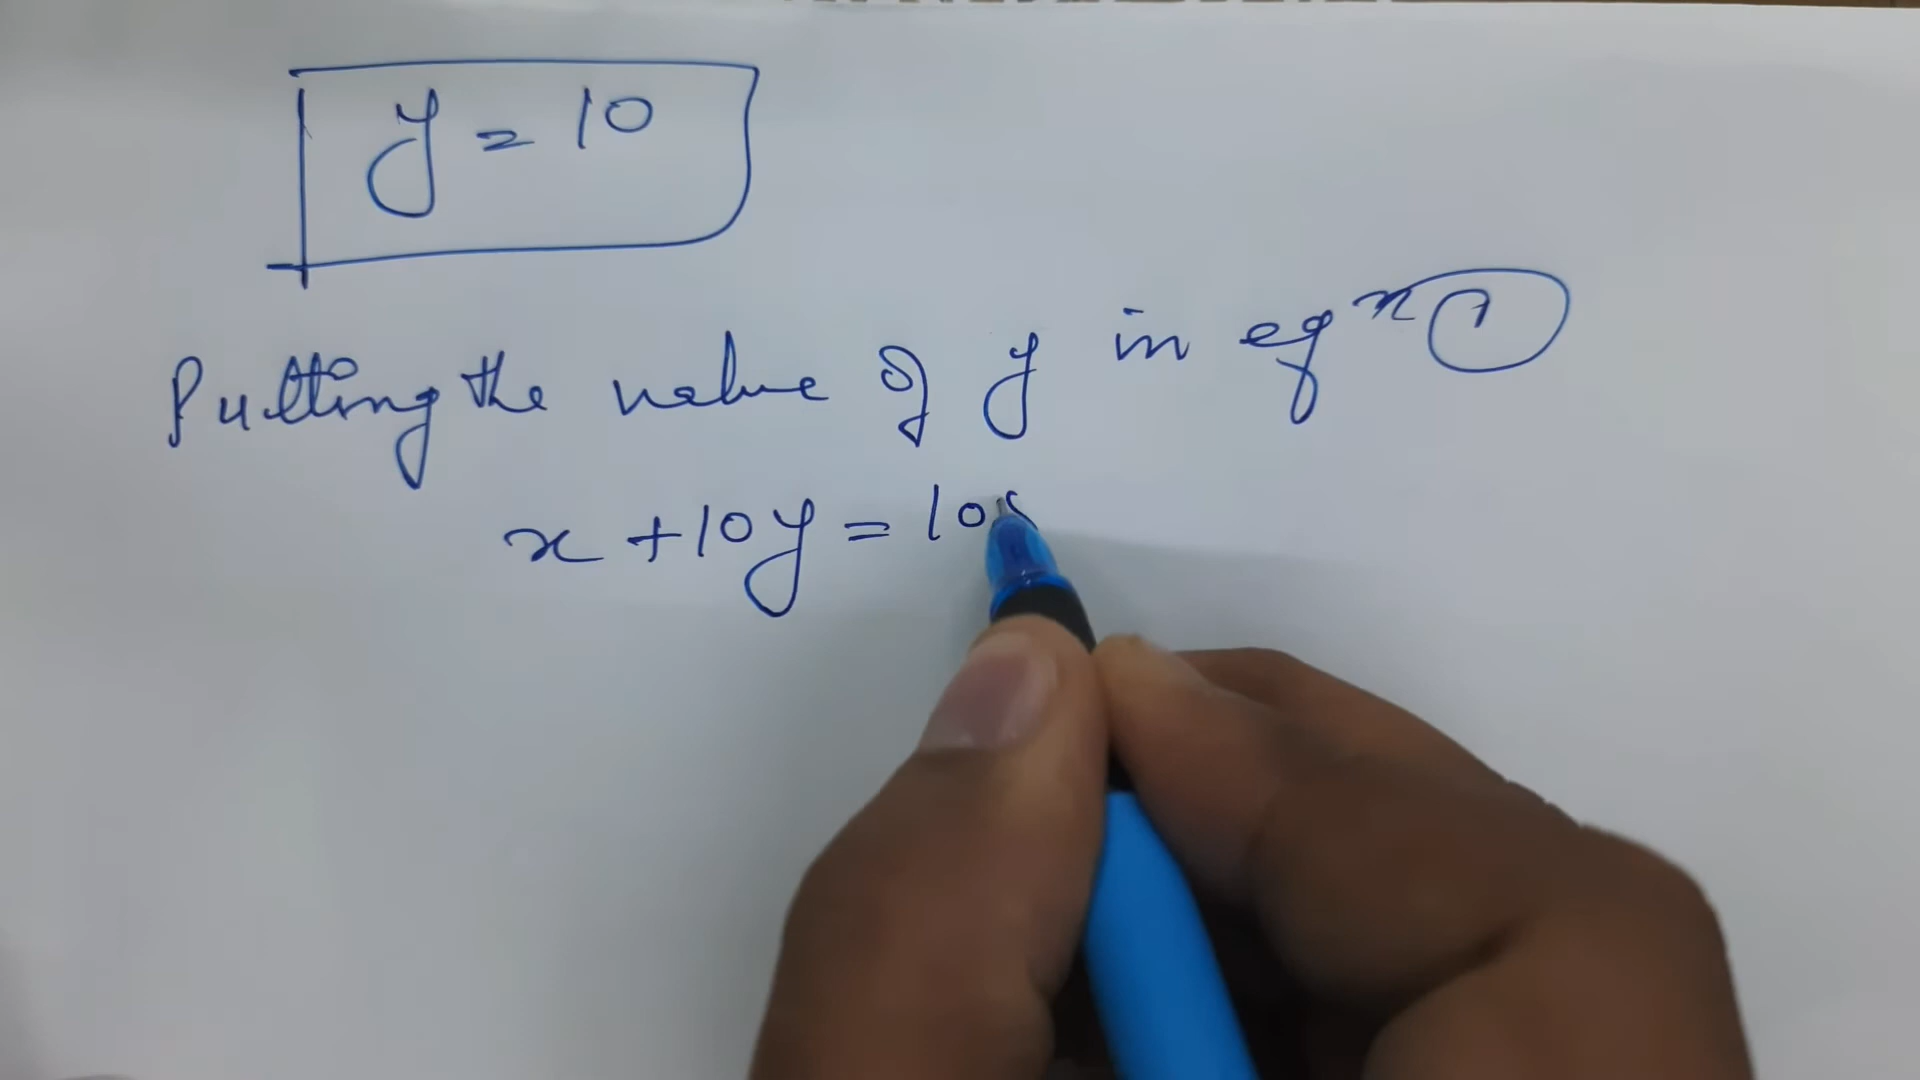 y = 10
Putting the value of y in eqn 1
x + 10y = 10